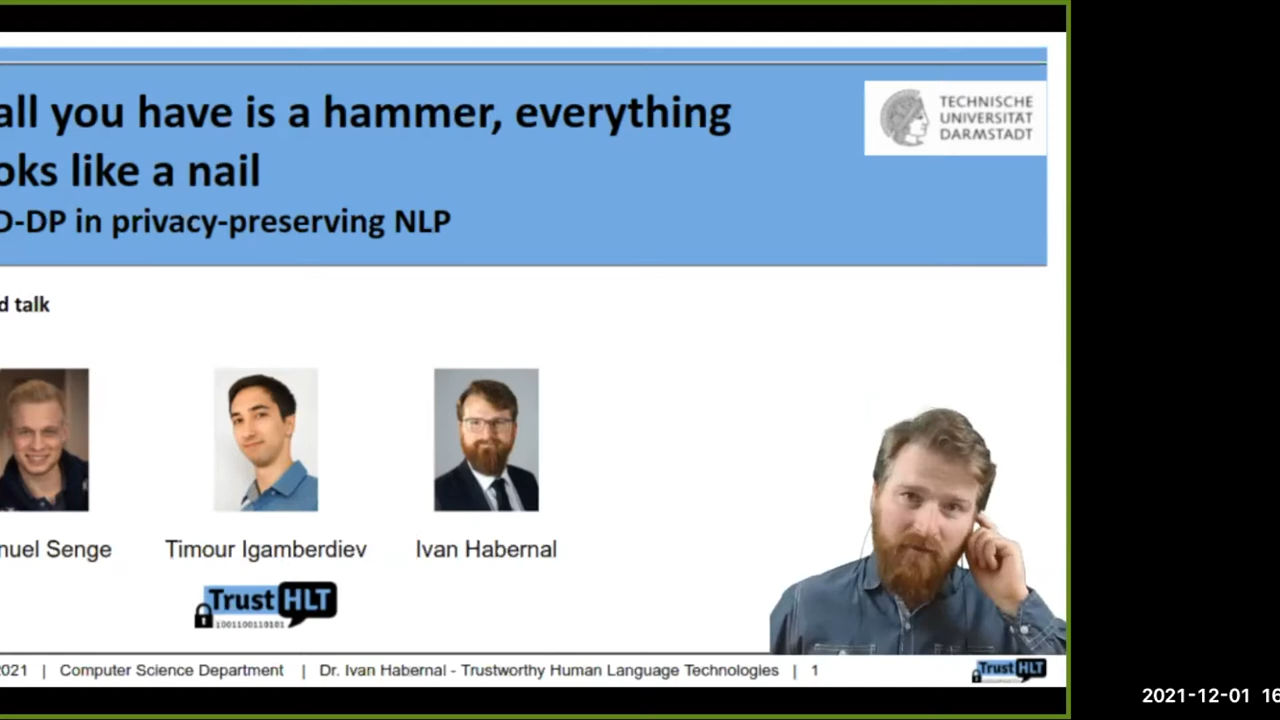 all you have is a hammer, everything
oks like a nail
D-DP in privacy-preserving NLP
TECHNISCHE
UNIVERSITÄT
DARMSTADT
d talk
nuel Senge
Timour Igamberdiev
Ivan Habernal
Trust HLT
1001100110101
2021 | Computer Science Department | Dr. Ivan Habernal - Trustworthy Human Language Technologies | 1
Trust HLT
2021-12-01 16